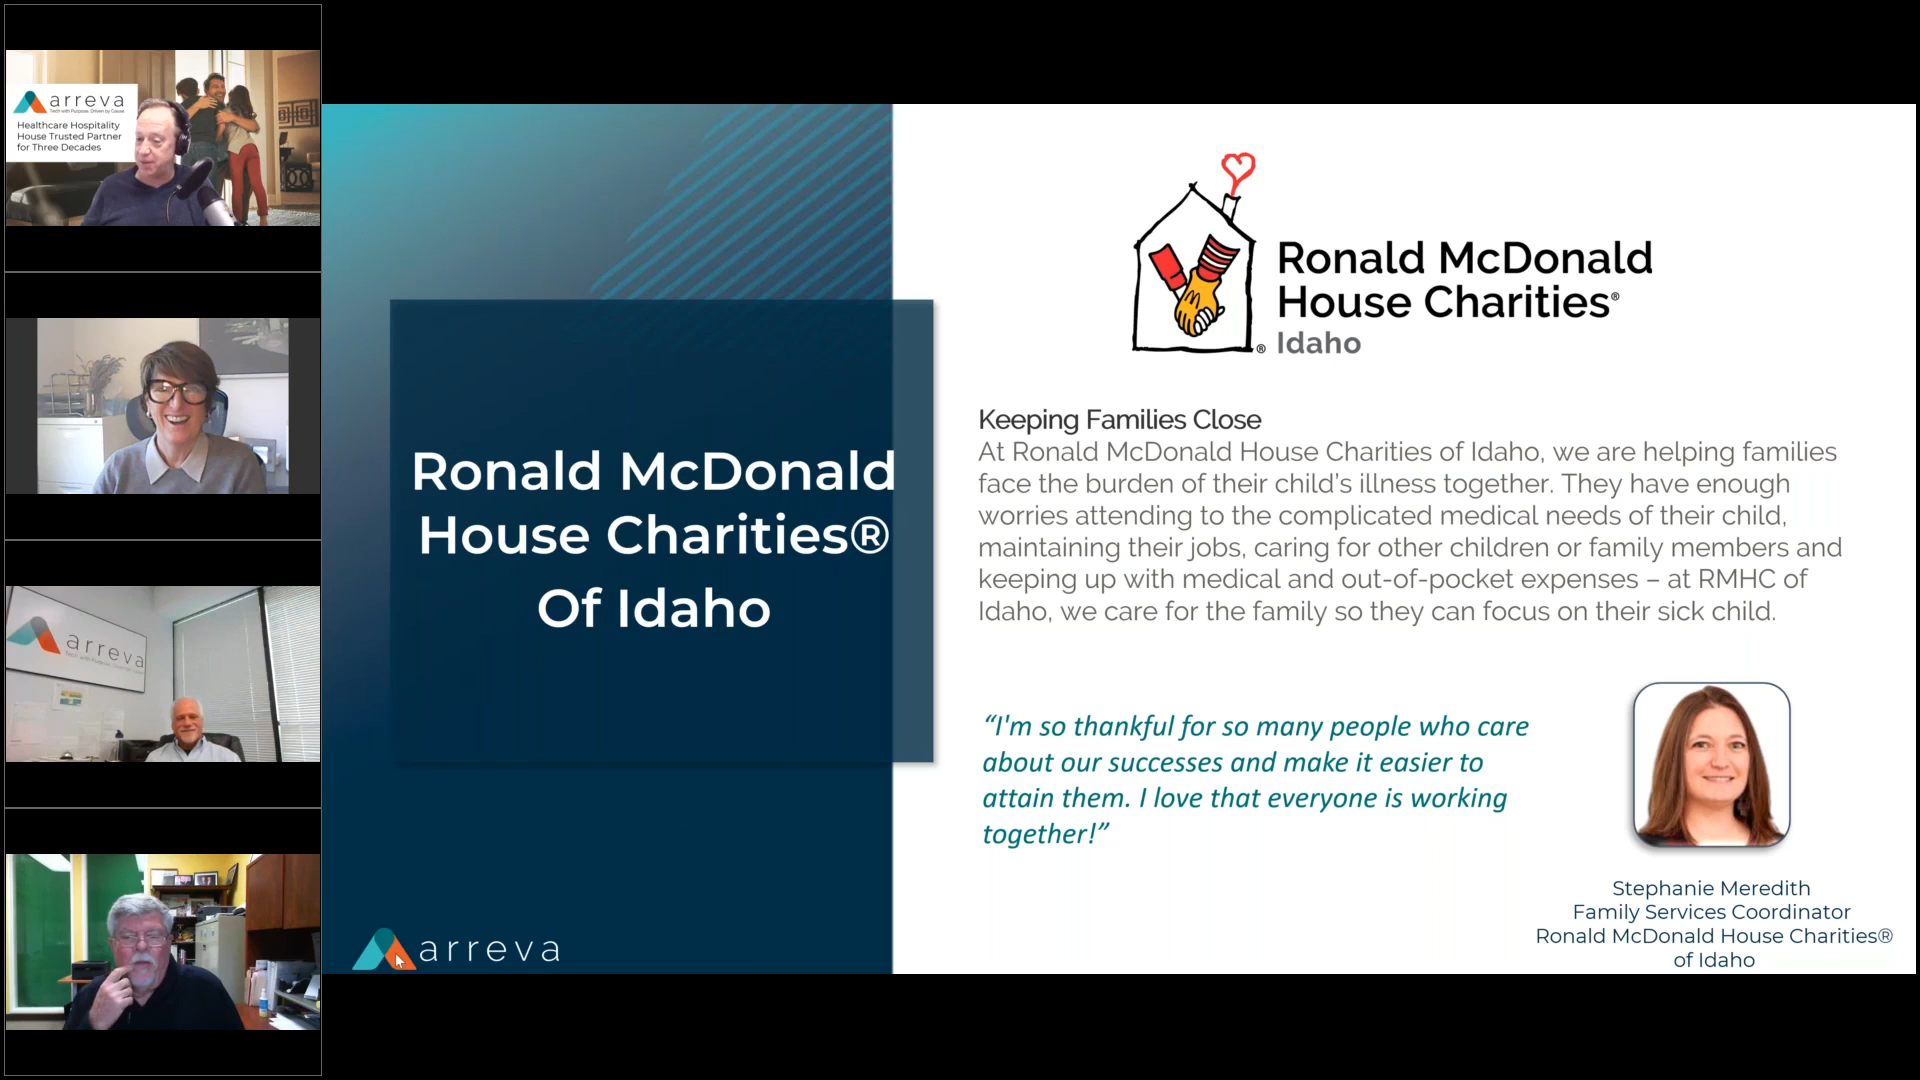 arreva
Tech with Purpose. Driven by Cause.
Healthcare Hospitality
House Trusted Partner
for Three Decades
arreva
Ronald McDonald
House Charities®
Of Idaho
arreva
Ronald McDonald
House Charities®
® Idaho
Keeping Families Close
At Ronald McDonald House Charities of Idaho, we are helping families
face the burden of their child’s illness together. They have enough
worries attending to the complicated medical needs of their child,
maintaining their jobs, caring for other children or family members and
keeping up with medical and out-of-pocket expenses – at RMHC of
Idaho, we care for the family so they can focus on their sick child.
“I'm so thankful for so many people who care
about our successes and make it easier to
attain them. I love that everyone is working
together!”
Stephanie Meredith
Family Services Coordinator
Ronald McDonald House Charities®
of Idaho